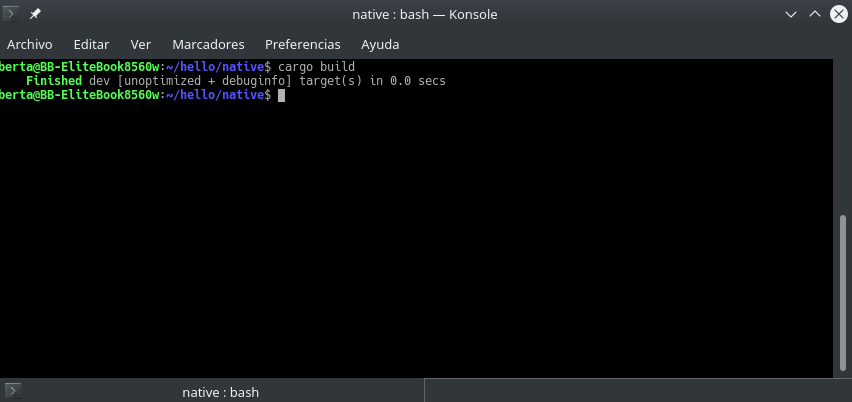 native : bash — Konsole
Archivo Editar Ver Marcadores Preferencias Ayuda
berta@BB-EliteBook8560w:~/hello/native$ cargo build
    Finished dev [unoptimized + debuginfo] target(s) in 0.0 secs
berta@BB-EliteBook8560w:~/hello/native$
native : bash